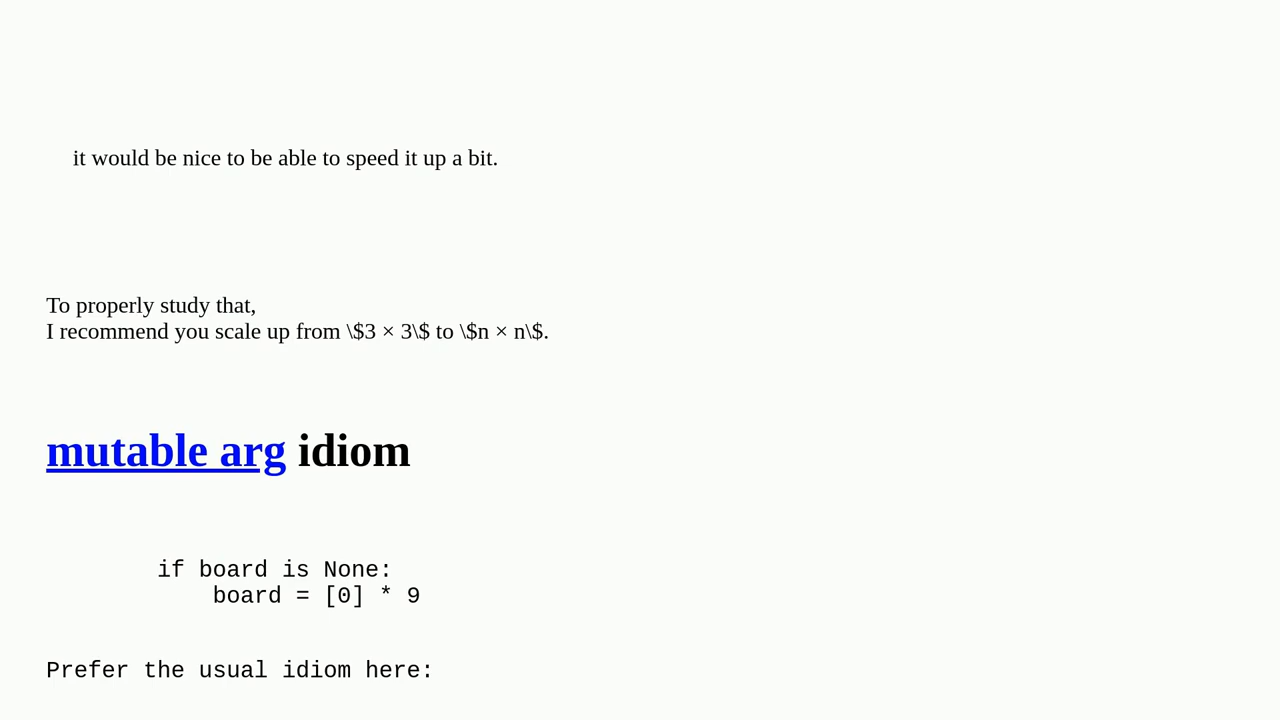 it would be nice to be able to speed it up a bit.
To properly study that,
I recommend you scale up from \$3 × 3\$ to \$n × n\$.
mutable arg idiom
if board is None:
    board = [0] * 9
Prefer the usual idiom here: